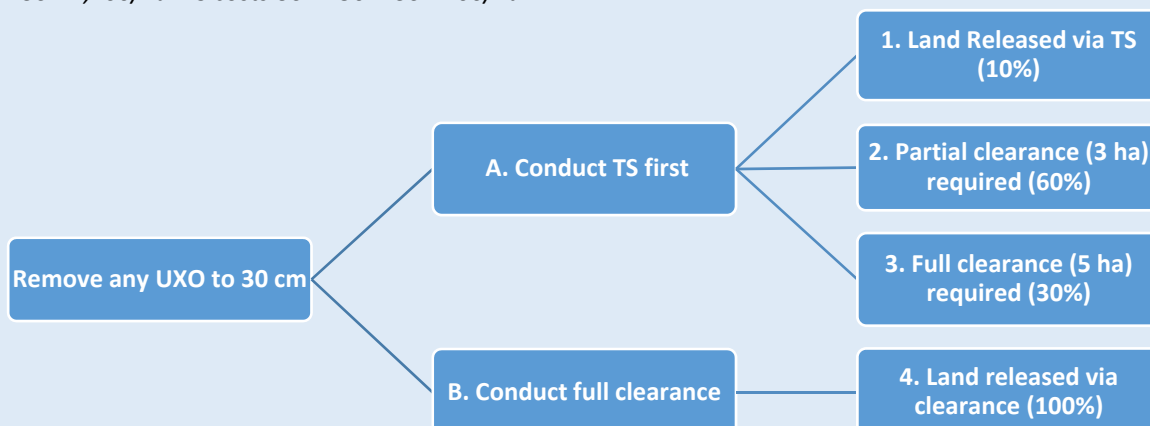 1. Land Released via TS
(10%)
A. Conduct TS first
2. Partial clearance (3 ha)
required (60%)
Remove any UXO to 30 cm
3. Full clearance (5 ha)
required (30%)
B. Conduct full clearance
4. Land released via
clearance (100%)